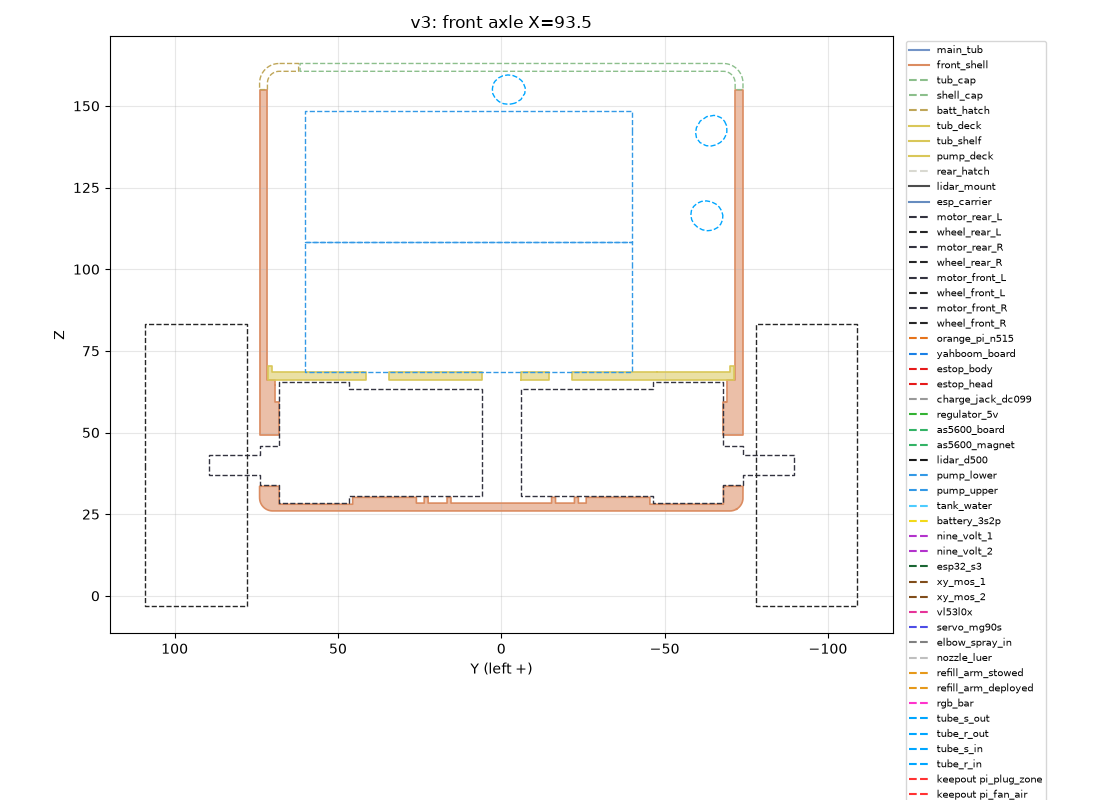 v3: front axle X=93.5
150
125
100
75
50
25
0
Z
100
50
0
−50
−100
Y (left +)
main_tub
front_shell
tub_cap
shell_cap
batt_hatch
tub_deck
tub_shelf
pump_deck
rear_hatch
lidar_mount
esp_carrier
motor_rear_L
wheel_rear_L
motor_rear_R
wheel_rear_R
motor_front_L
wheel_front_L
motor_front_R
wheel_front_R
orange_pi_n515
yahboom_board
estop_body
estop_head
charge_jack_dc099
regulator_5v
as5600_board
as5600_magnet
lidar_d500
pump_lower
pump_upper
tank_water
battery_3s2p
nine_volt_1
nine_volt_2
esp32_s3
xy_mos_1
xy_mos_2
vl53l0x
servo_mg90s
elbow_spray_in
nozzle_luer
refill_arm_stowed
refill_arm_deployed
rgb_bar
tube_s_out
tube_r_out
tube_s_in
tube_r_in
keepout pi_plug_zone
keepout pi_fan_air